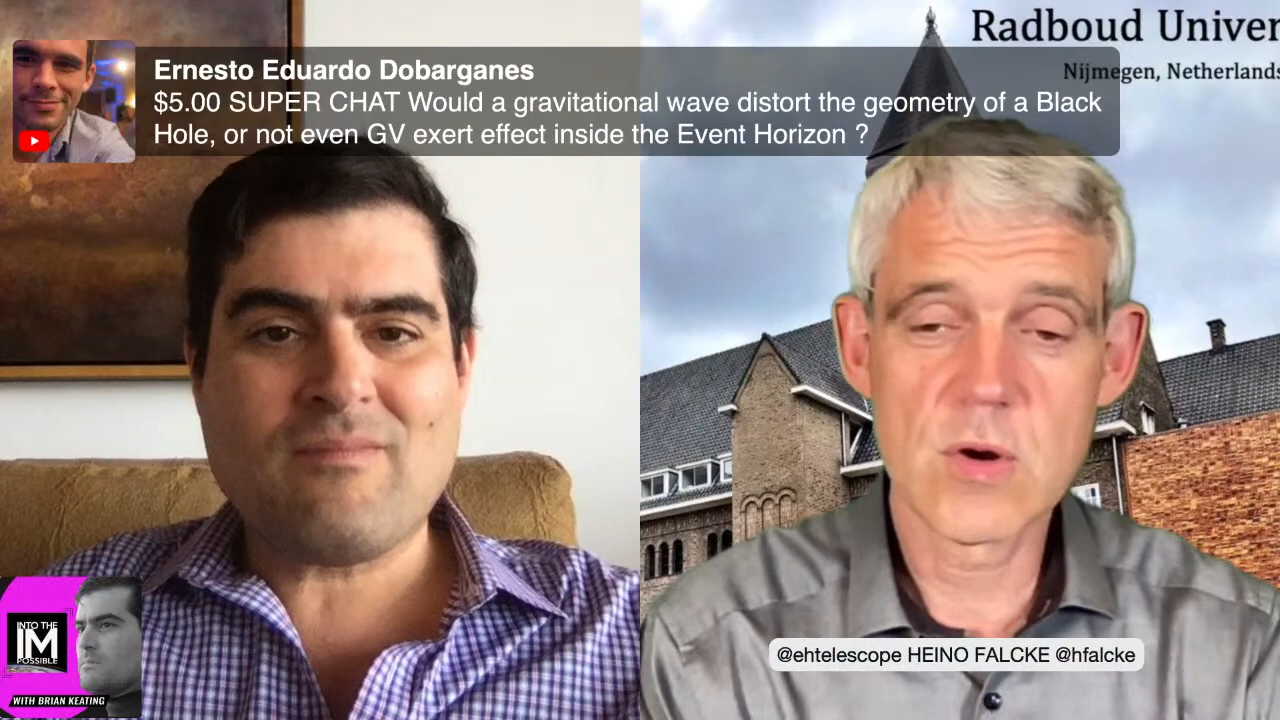 Radboud Univer
Nijmegen, Netherlands
Ernesto Eduardo Dobarganes
$5.00 SUPER CHAT Would a gravitational wave distort the geometry of a Black
Hole, or not even GV exert effect inside the Event Horizon ?
INTO THE
IM
POSSIBLE
WITH BRIAN KEATING
@ehtelescope HEINO FALCKE @hfalcke